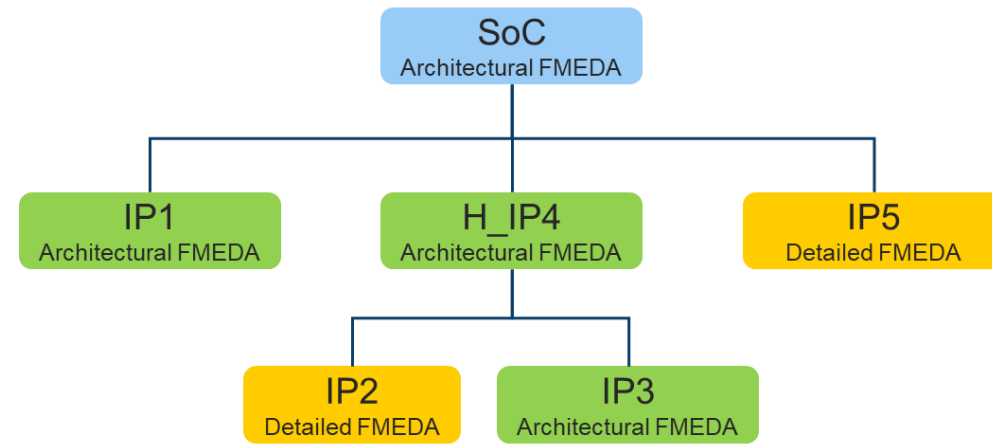 SoC
Architectural FMEDA
IP1
Architectural FMEDA
H_IP4
Architectural FMEDA
IP5
Detailed FMEDA
IP2
Detailed FMEDA
IP3
Architectural FMEDA